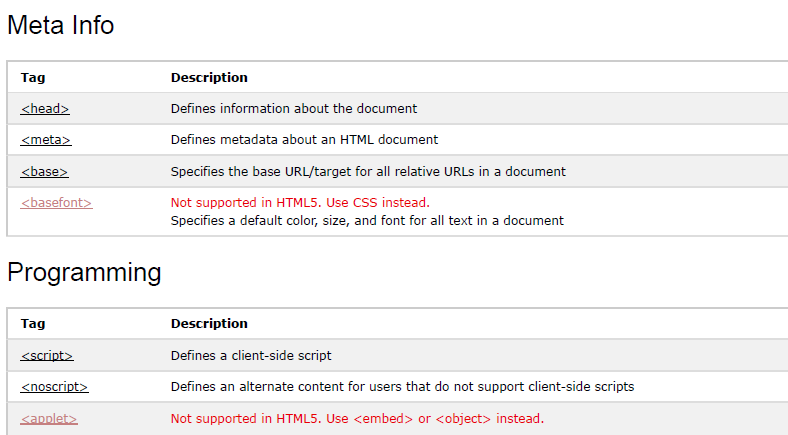 Meta Info
Tag Description
<head> Defines information about the document
<meta> Defines metadata about an HTML document
<base> Specifies the base URL/target for all relative URLs in a document
<basefont> Not supported in HTML5. Use CSS instead.
Specifies a default color, size, and font for all text in a document
Programming
Tag Description
<script> Defines a client-side script
<noscript> Defines an alternate content for users that do not support client-side scripts
<applet> Not supported in HTML5. Use <embed> or <object> instead.